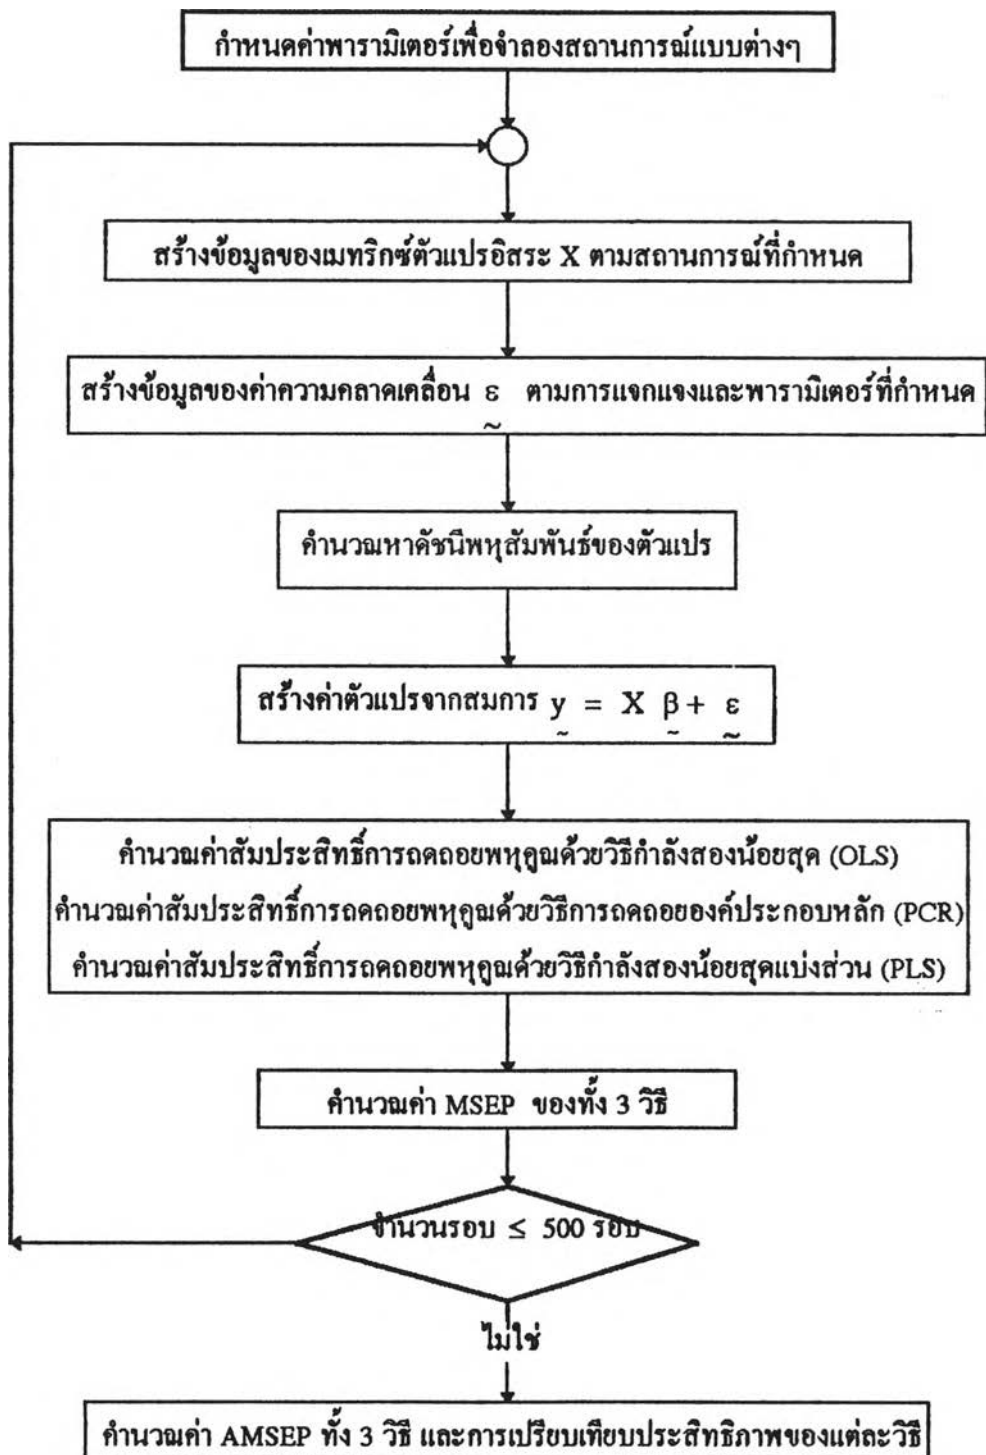 กำหนดค่าพารามิเตอร์เพื่อจำลองสถานการณ์แบบต่างๆ
สร้างข้อมูลของเมทริกซ์ตัวแปรอิสระ X ตามสถานการณ์ที่กำหนด
สร้างข้อมูลของค่าความคลาดเคลื่อน ε̰ ตามการแจกแจงและพารามิเตอร์ที่กำหนด
คำนวณหาดัชนีพหุสัมพันธ์ของตัวแปร
สร้างค่าตัวแปรจากสมการ y̰ = X β̰ + ε̰
คำนวณค่าสัมประสิทธิ์การถดถอยพหุคูณด้วยวิธีกำลังสองน้อยสุด (OLS)
คำนวณค่าสัมประสิทธิ์การถดถอยพหุคูณด้วยวิธีการถดถอยองค์ประกอบหลัก (PCR)
คำนวณค่าสัมประสิทธิ์การถดถอยพหุคูณด้วยวิธีกำลังสองน้อยสุดแบ่งส่วน (PLS)
คำนวณค่า MSEP ของทั้ง 3 วิธี
จำนวนรอบ ≤ 500 รอบ
ไม่ใช่
คำนวณค่า AMSEP ทั้ง 3 วิธี และการเปรียบเทียบประสิทธิภาพของแต่ละวิธี